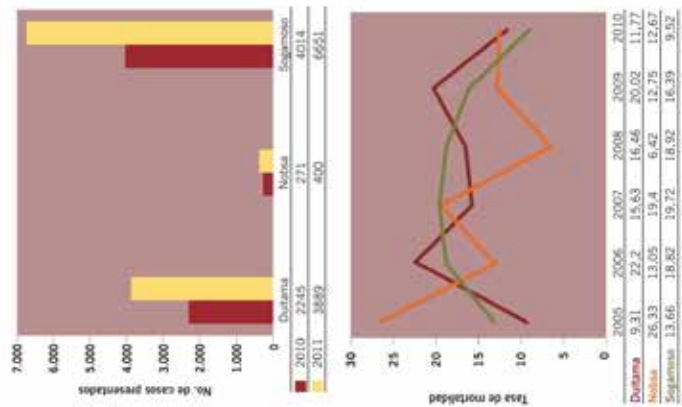 7.000
6.000
5.000
4.000
3.000
2.000
1.000
0
No. de casos presentados
Duitama Nobsa Sogamoso
2010 2245 271 4014
2011 3889 400 6651
30
25
20
15
10
5
0
Tasa de mortalidad
2005 2006 2007 2008 2009 2010
Duitama 9,31 22,2 15,63 16,46 20,02 11,77
Nobsa 26,33 13,05 19,4 6,42 12,75 12,67
Sogamoso 13,66 18,82 19,72 18,92 16,39 9,52